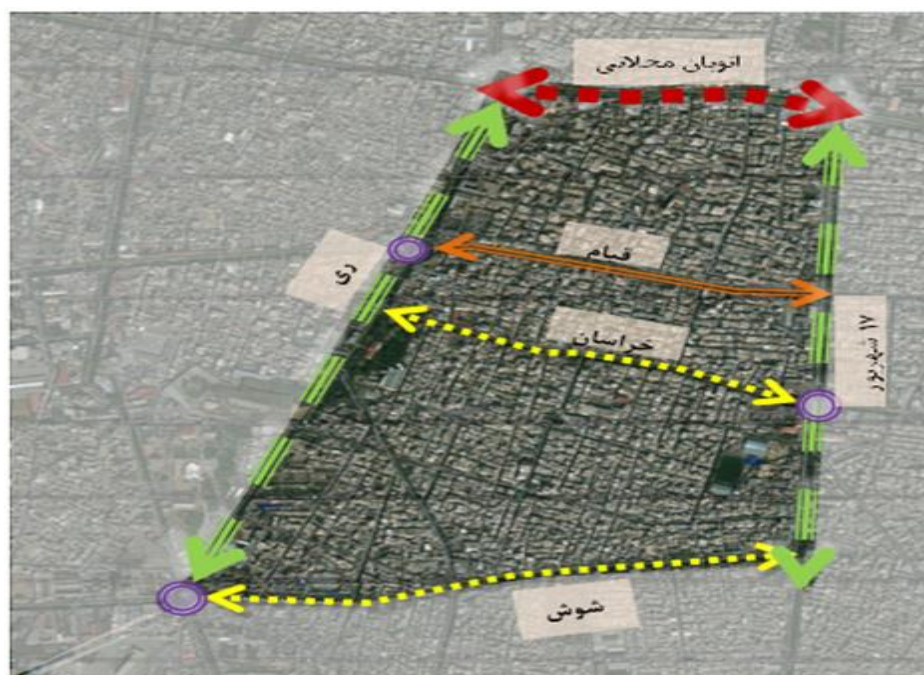 اتوبان محلاتی
قیام
ری
خراسان
۱۷ شهریور
شوش